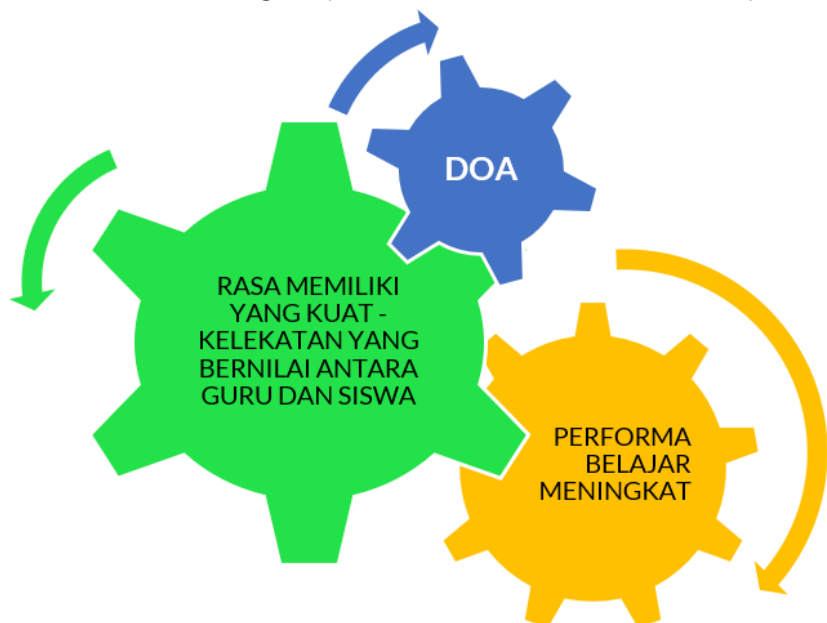 DOA
RASA MEMILIKI
YANG KUAT -
KELEKATAN YANG
BERNILAI ANTARA
GURU DAN SISWA
PERFORMA
BELAJAR
MENINGKAT